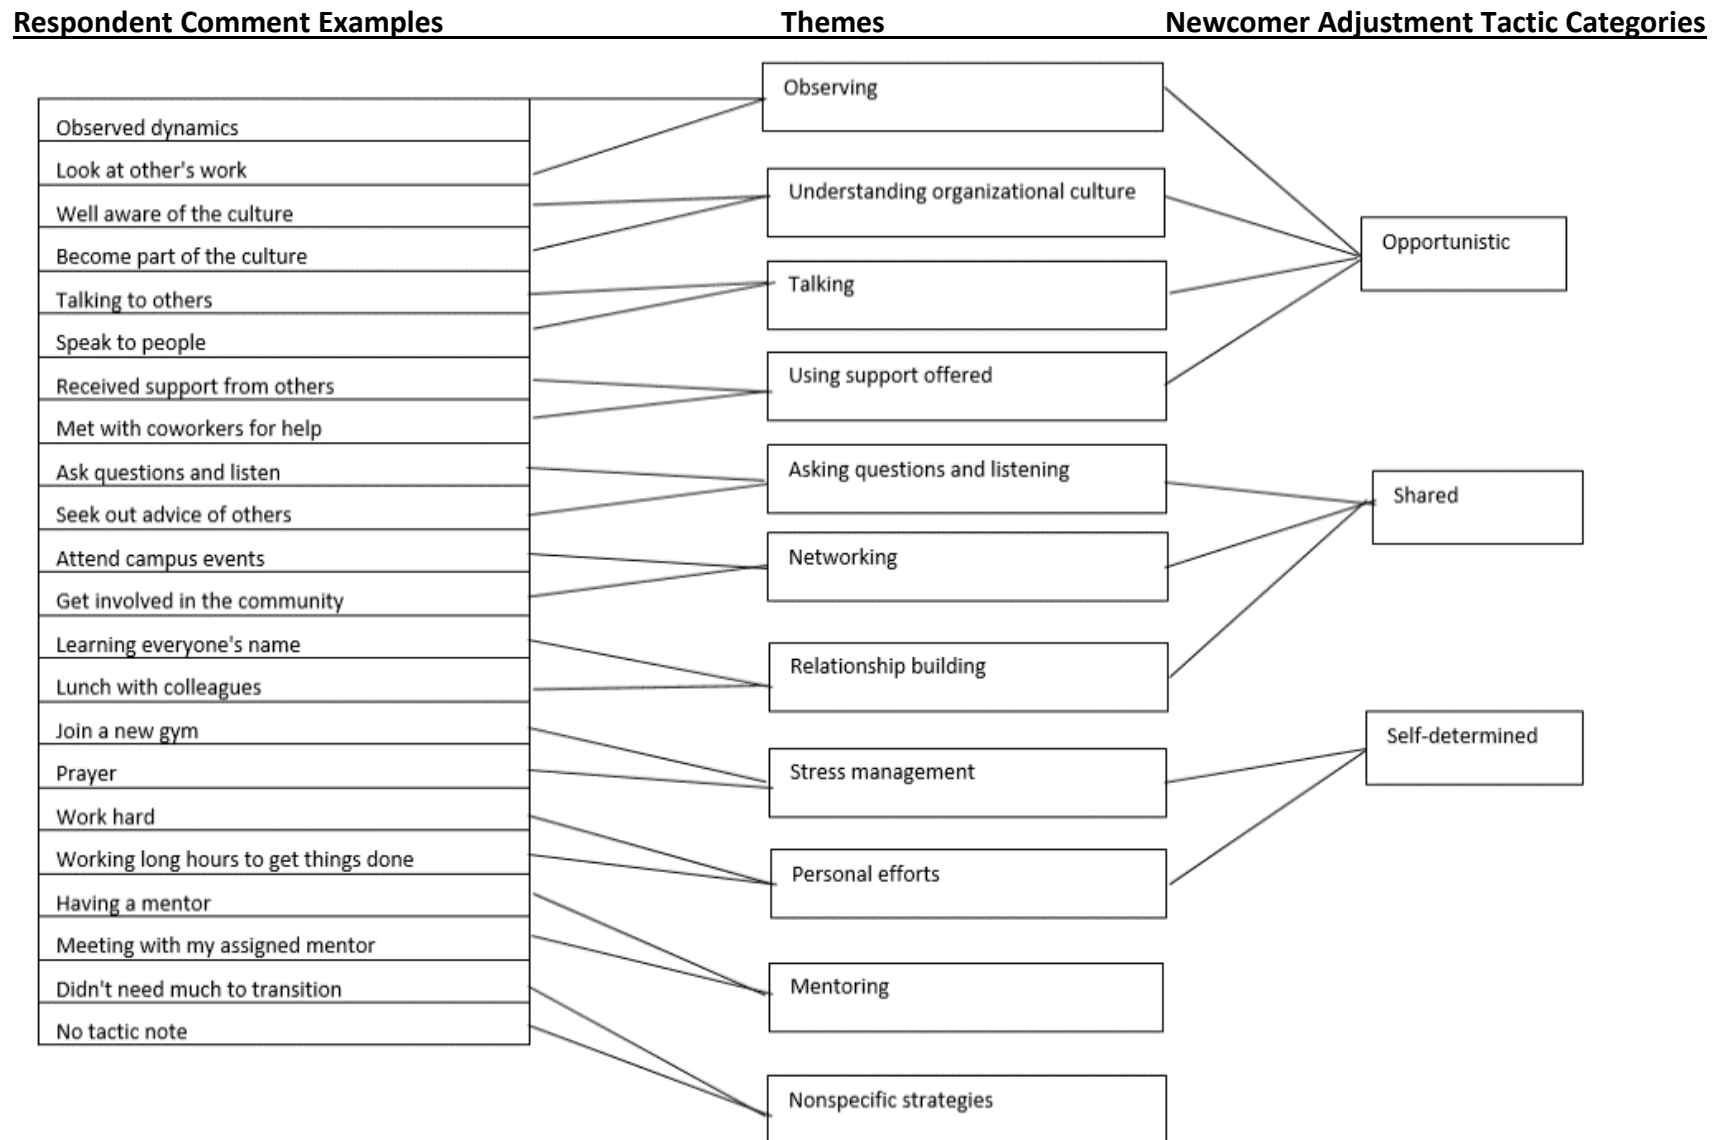 Respondent Comment Examples Themes Newcomer Adjustment Tactic Categories
Observed dynamics
Look at other's work
Well aware of the culture
Become part of the culture
Talking to others
Speak to people
Received support from others
Met with coworkers for help
Ask questions and listen
Seek out advice of others
Attend campus events
Get involved in the community
Learning everyone's name
Lunch with colleagues
Join a new gym
Prayer
Work hard
Working long hours to get things done
Having a mentor
Meeting with my assigned mentor
Didn't need much to transition
No tactic note
Observing
Understanding organizational culture
Talking
Using support offered
Asking questions and listening
Networking
Relationship building
Stress management
Personal efforts
Mentoring
Nonspecific strategies
Opportunistic
Shared
Self-determined